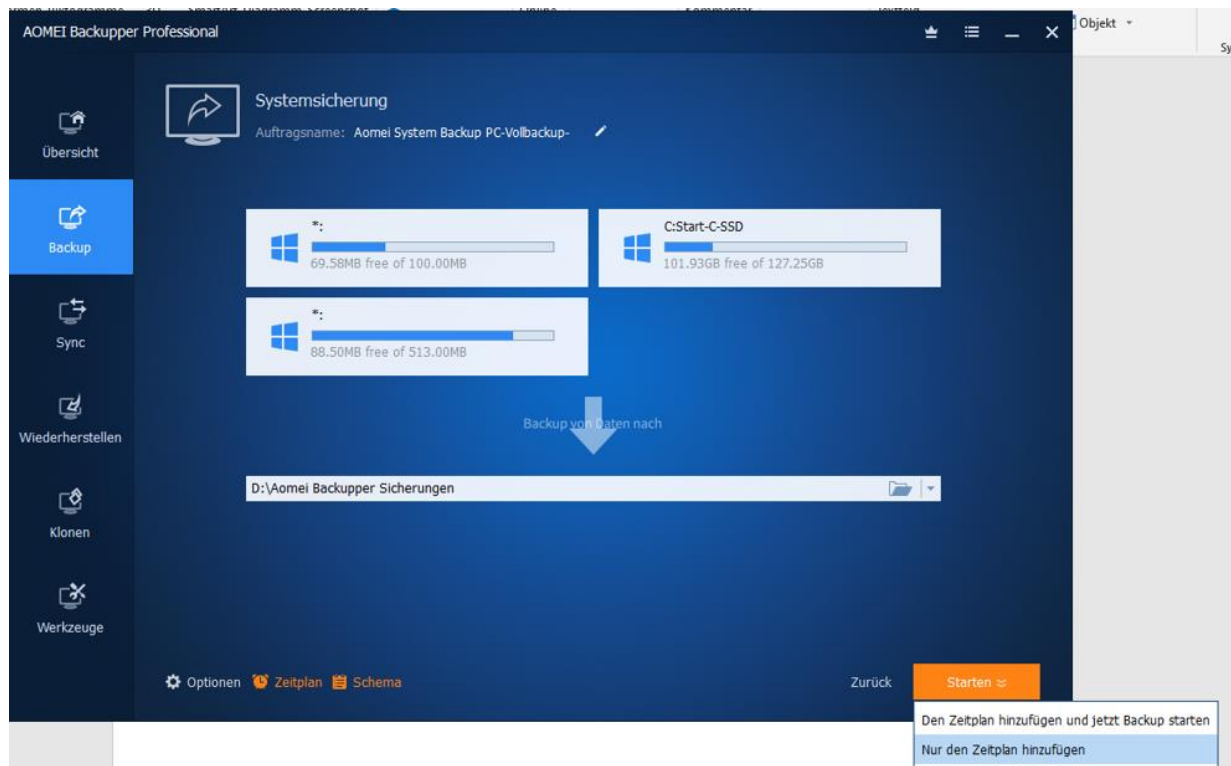 Diagramm Screenshot
Kommentar
Objekt
AOMEI Backupper Professional
Systemsicherung
Auftragsname: Aomei System Backup PC-Vollbackup-
Übersicht
Backup
Sync
Wiederherstellen
Klonen
Werkzeuge
*:
69.58MB free of 100.00MB
C:Start-C-SSD
101.93GB free of 127.25GB
*:
88.50MB free of 513.00MB
Backup von Daten nach
D:\Aomei Backupper Sicherungen
Optionen Zeitplan Schema
Zurück Starten
Den Zeitplan hinzufügen und jetzt Backup starten
Nur den Zeitplan hinzufügen